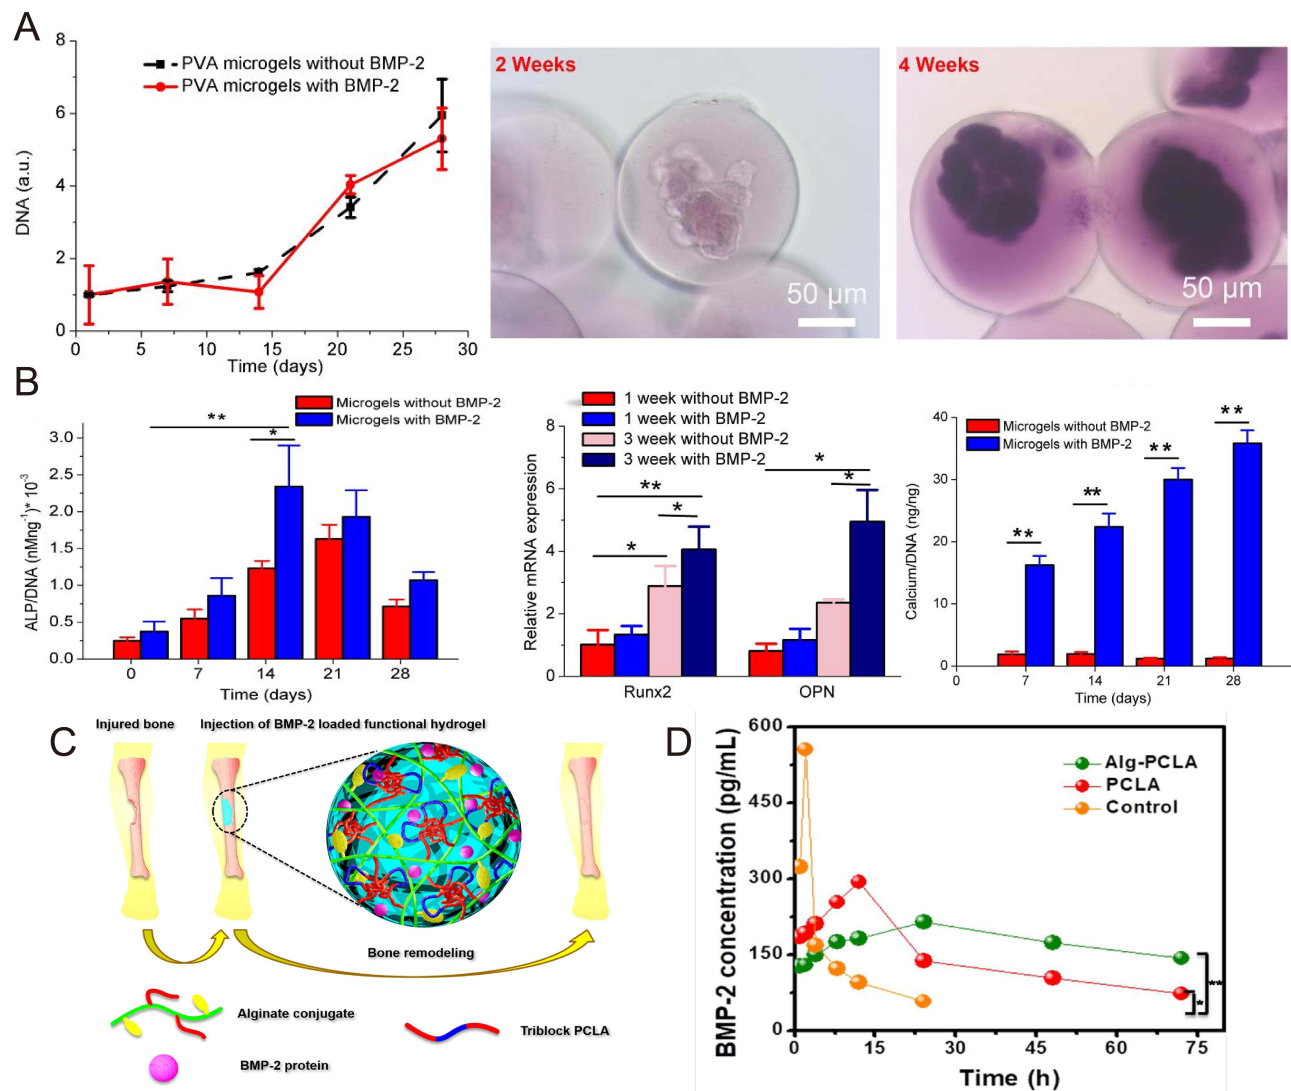 A
8
6
4
2
0
DNA (a.u.)
PVA microgels without BMP-2
PVA microgels with BMP-2
0 5 10 15 20 25 30
Time (days)
2 Weeks
50 µm
4 Weeks
50 µm
B
Microgels without BMP-2
Microgels with BMP-2
** 
*
3.0
2.5
2.0
1.5
1.0
0.5
0.0
ALP/DNA (nMng⁻¹)* 10⁻³
0 7 14 21 28
Time (days)
1 week without BMP-2
1 week with BMP-2
3 week without BMP-2
3 week with BMP-2
8
6
4
2
0
Relative mRNA expression
**
*
*
*
*
Runx2 OPN
40
30
20
10
0
Calcium/DNA (ng/ng)
Microgels without BMP-2
Microgels with BMP-2
**
**
**
**
0 7 14 21 28
Time (days)
C
Injured bone
Injection of BMP-2 loaded functional hydrogel
Bone remodeling
Alginate conjugate
Triblock PCLA
BMP-2 protein
D
600
450
300
150
0
BMP-2 concentration (pg/mL)
Alg-PCLA
PCLA
Control
**
*
0 15 30 45 60 75
Time (h)